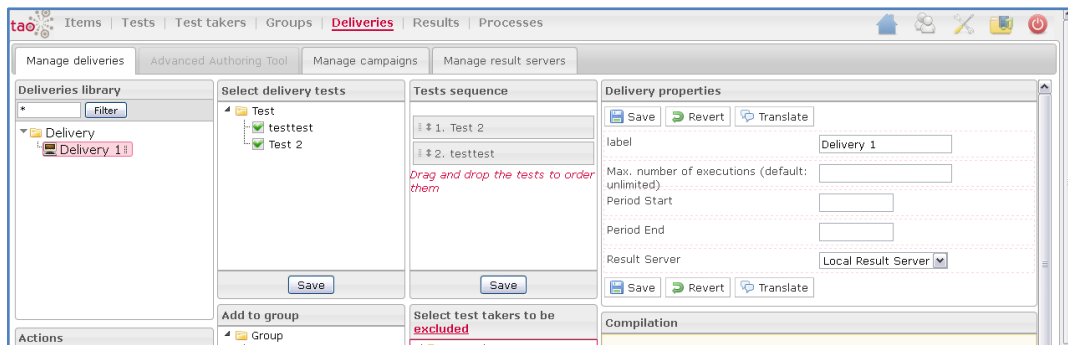 tao
Items | Tests | Test takers | Groups | Deliveries | Results | Processes
Manage deliveries
Advanced Authoring Tool
Manage campaigns
Manage result servers
Deliveries library
*
Filter
Delivery
Delivery 1
Actions
Select delivery tests
Test
testtest
Test 2
Save
Add to group
Group
Tests sequence
1. Test 2
2. testtest
Drag and drop the tests to order
them
Save
Select test takers to be
excluded
Delivery properties
Save
Revert
Translate
label
Delivery 1
Max. number of executions (default:
unlimited)
Period Start
Period End
Result Server
Local Result Server
Save
Revert
Translate
Compilation